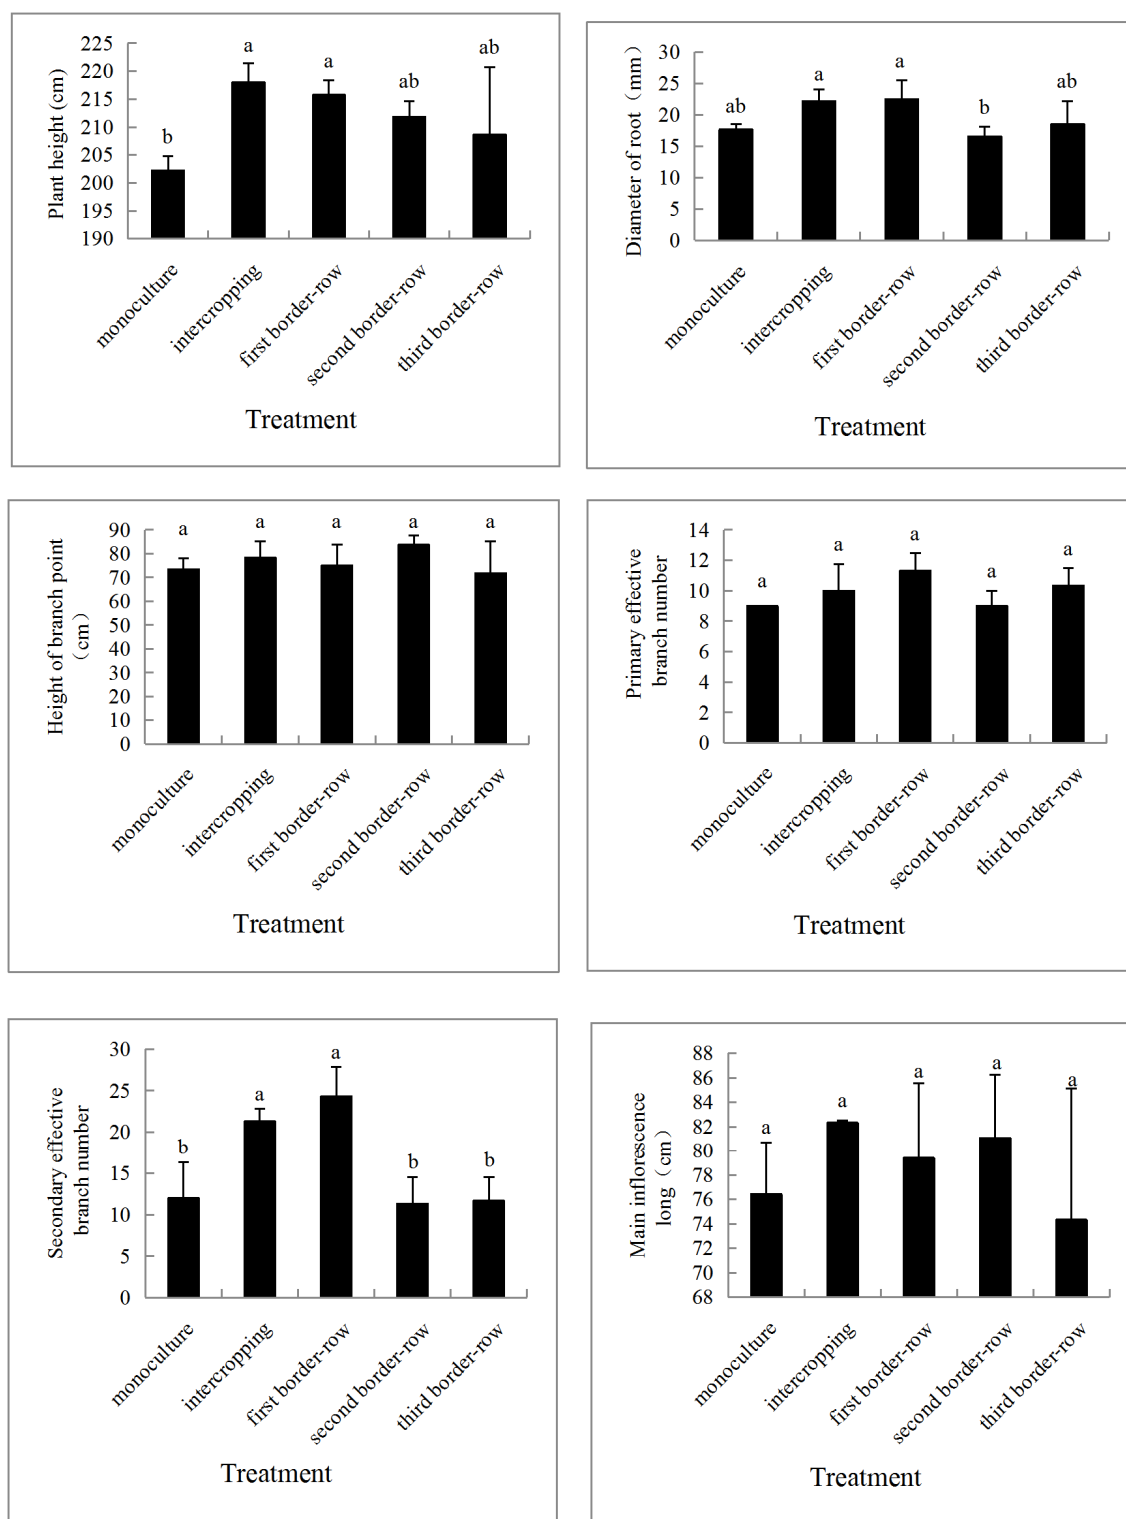 Plant height (cm)
225
220
215
210
205
200
195
190
b
a
a
ab
ab
monoculture
intercropping
first border-row
second border-row
third border-row
Treatment
Diameter of root（mm）
30
25
20
15
10
5
0
ab
a
a
b
ab
monoculture
intercropping
first border-row
second border-row
third border-row
Treatment
Height of branch point
（cm）
90
80
70
60
50
40
30
20
10
0
a
a
a
a
a
monoculture
intercropping
first border-row
second border-row
third border-row
Treatment
Primary effective
branch number
14
12
10
8
6
4
2
0
a
a
a
a
a
monoculture
intercropping
first border-row
second border-row
third border-row
Treatment
Secondary effective
branch number
30
25
20
15
10
5
0
b
a
a
b
b
monoculture
intercropping
first border-row
second border-row
third border-row
Treatment
Main inflorescence
long（cm）
88
86
84
82
80
78
76
74
72
70
68
a
a
a
a
a
monoculture
intercropping
first border-row
second border-row
third border-row
Treatment